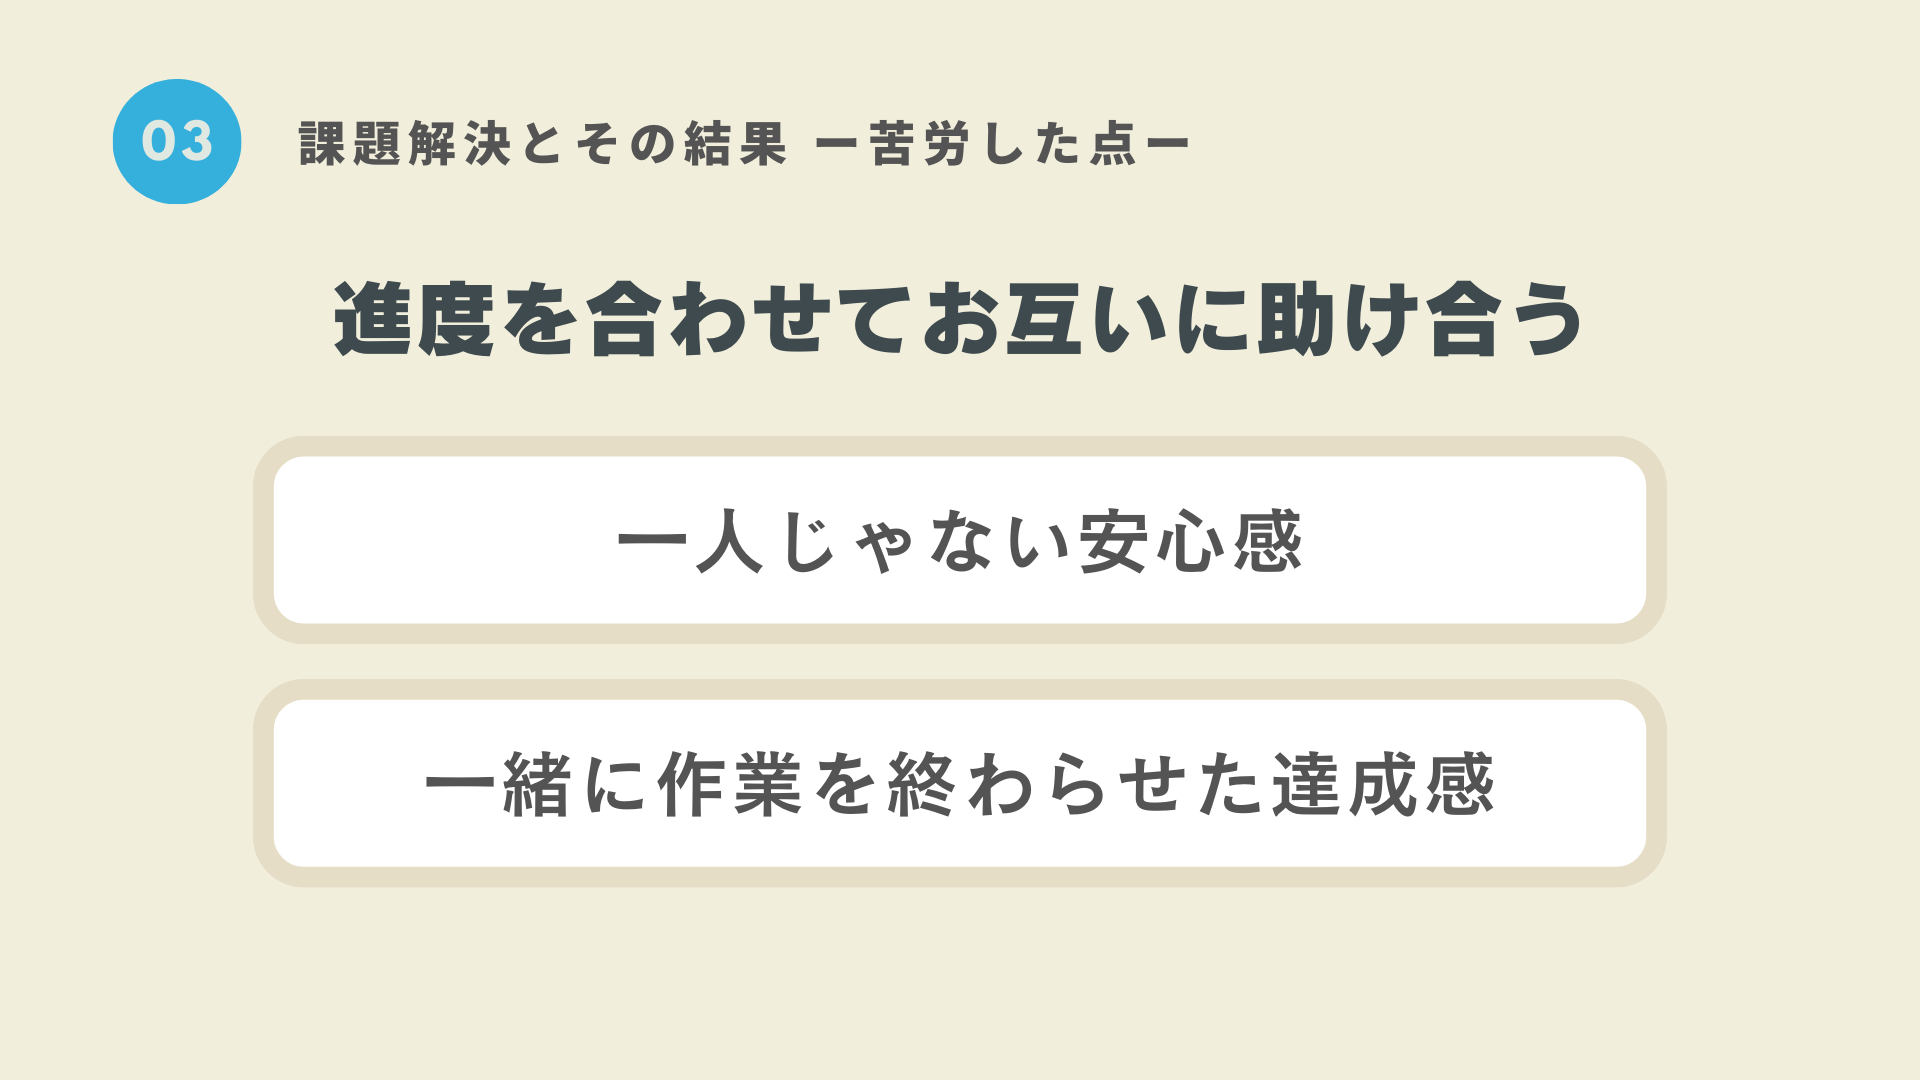 03
課題解決とその結果 ー苦労した点ー
進度を合わせてお互いに助け合う
一人じゃない安心感
一緒に作業を終わらせた達成感